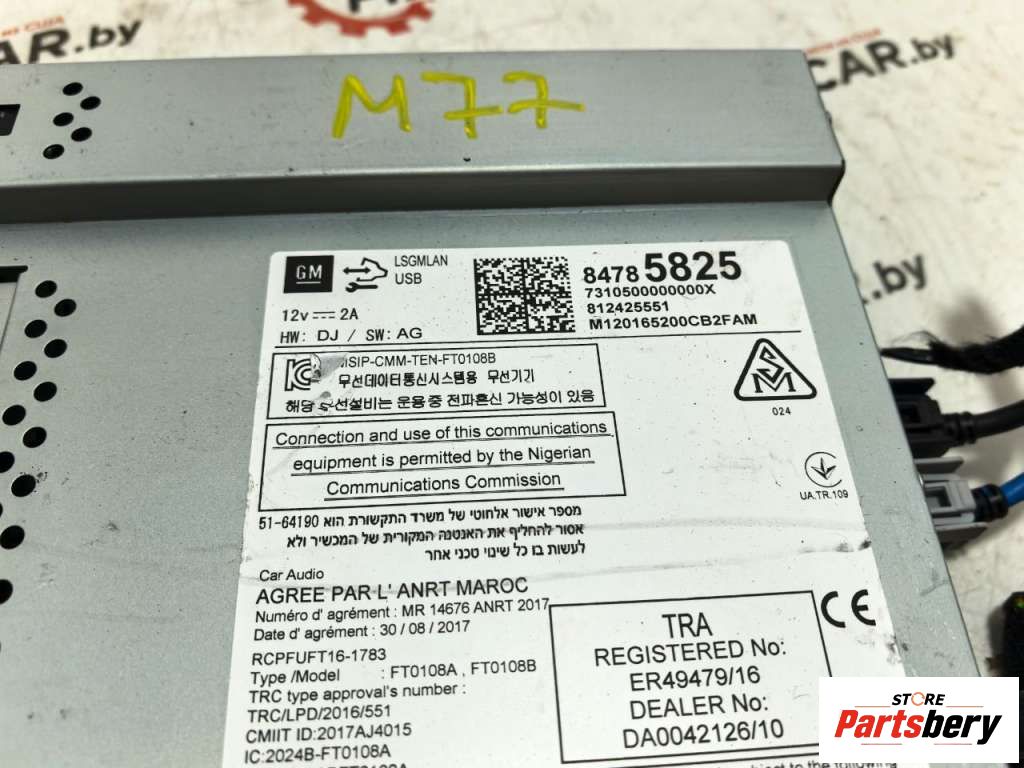 CAR.by
CAR.by
M77
GM
LSGMLAN
USB
84785825
7310500000000X
812425551
M120165200CB2FAM
12v 2A
HW: DJ / SW: AG
MSIP-CMM-TEN-FT0108B
무선데이터통신시스템용 무선기기
해당 무선설비는 운용 중 전파혼신 가능성이 있음
024
Connection and use of this communications
equipment is permitted by the Nigerian
Communications Commission
UA.TR.109
מספר אישור אלחוטי של משרד התקשורת הוא 51-64190
אסור להחליף את האנטנה המקורית של המכשיר ולא
לעשות בו כל שינוי טכני אחר
Car Audio
AGREE PAR L' ANRT MAROC
Numéro d' agrément : MR 14676 ANRT 2017
Date d' agrément : 30 / 08 / 2017
CE
RCPFUFT16-1783
Type /Model : FT0108A , FT0108B
TRC type approval's number :
TRC/LPD/2016/551
CMIIT ID:2017AJ4015
IC:2024B-FT0108A
TRA
REGISTERED No:
ER49479/16
DEALER No:
DA0042126/10
STORE
Partsbery